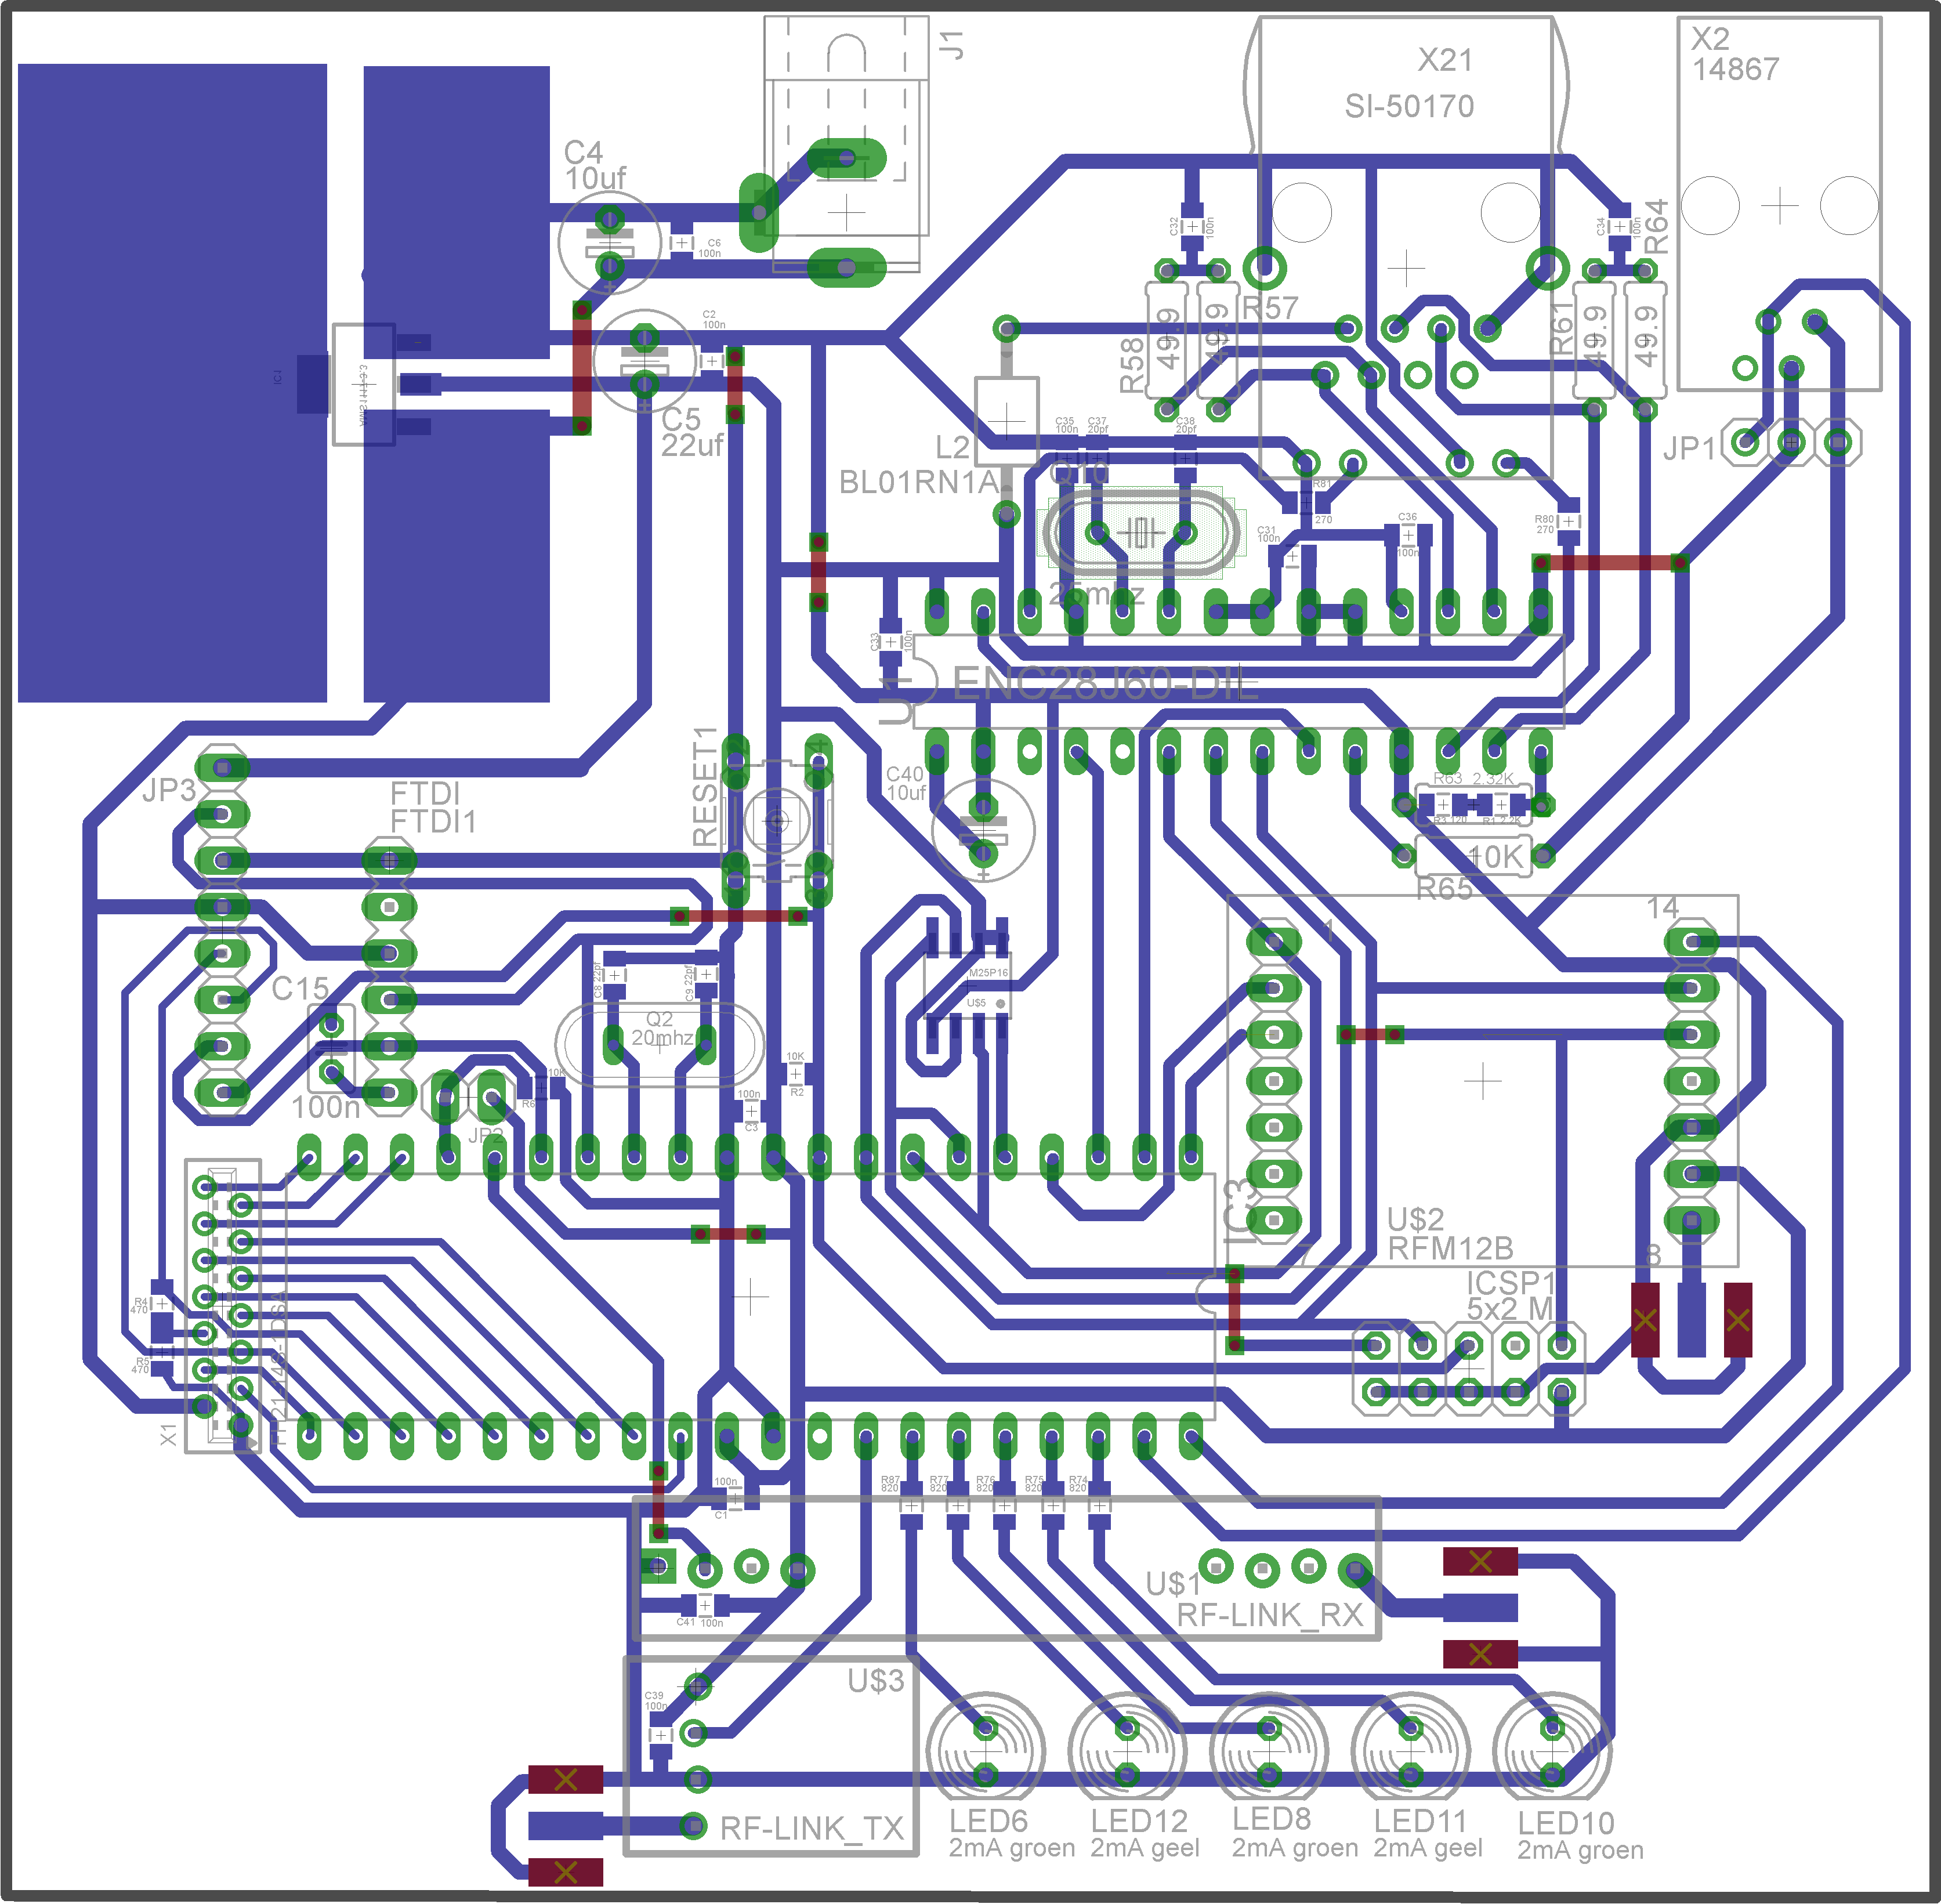 J1
X21
SI-50170
X2
14867
C4
10uf
C6
100n
C32
100n
C34
100n
R64
R57
R58
49.9
49.9
R61
49.9
49.9
C2
100n
IC1
C5
22uf
L2
BL01RN1A
C35
100n
C37
20pf
C38
20pf
Q10
25mhz
R81
270
C31
100n
C36
100n
R80
270
JP1
C33
100n
U1
ENC28J60-DIL
RESET1
2
4
JP3
FTDI
FTDI1
C40
10uf
R63
2.32K
10K
R65
1
14
M25P16
U$5
C15
100n
C8 22pf
C9 22pf
Q2
20mhz
10K
R2
100n
C3
10K
R6
JP2
IC3
7
8
U$2
RFM12B
ICSP1
5x2 M
R4
470
R5
470
X1
100n
C1
R87
820
R77
820
R76
820
R75
820
R74
820
U$1
RF-LINK_RX
C41
100n
U$3
C39
100n
RF-LINK_TX
LED6
2mA groen
LED12
2mA geel
LED8
2mA groen
LED11
2mA geel
LED10
2mA groen